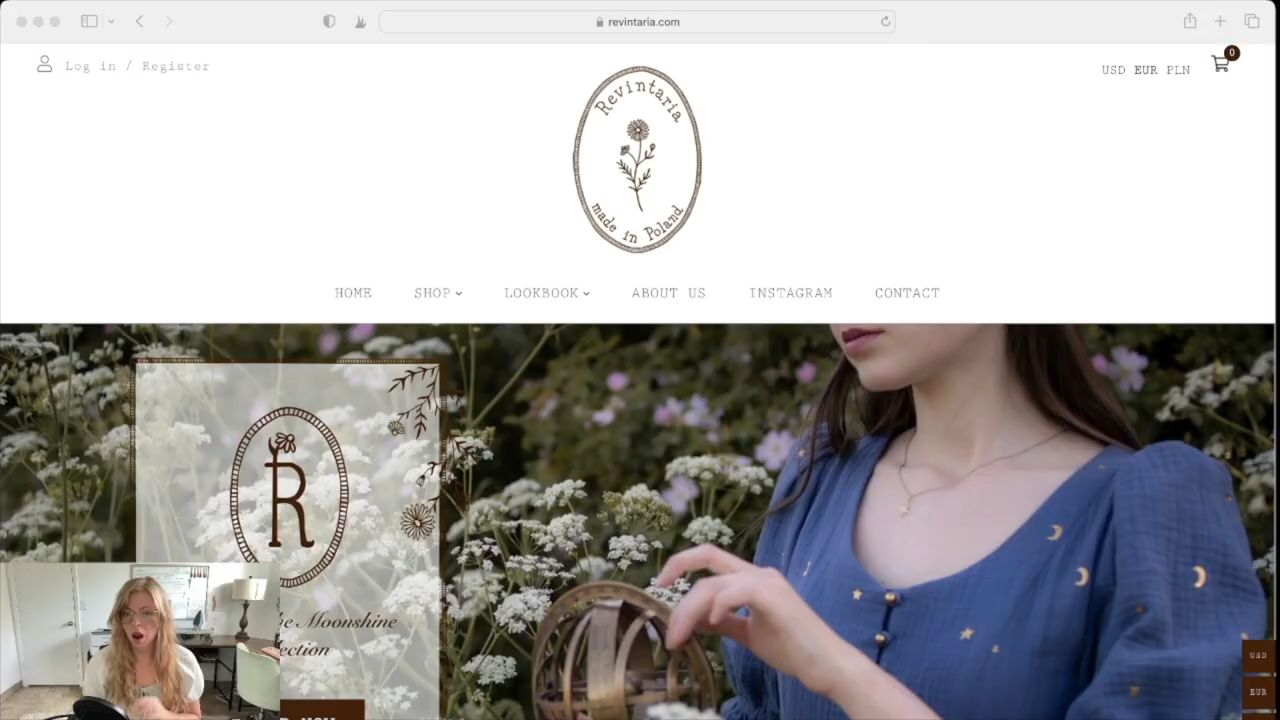 revintaria.com
Log in / Register
USD EUR PLN
0
Revintaria
made in Poland
HOME SHOP LOOKBOOK ABOUT US INSTAGRAM CONTACT
R
Moonshine
USD
EUR